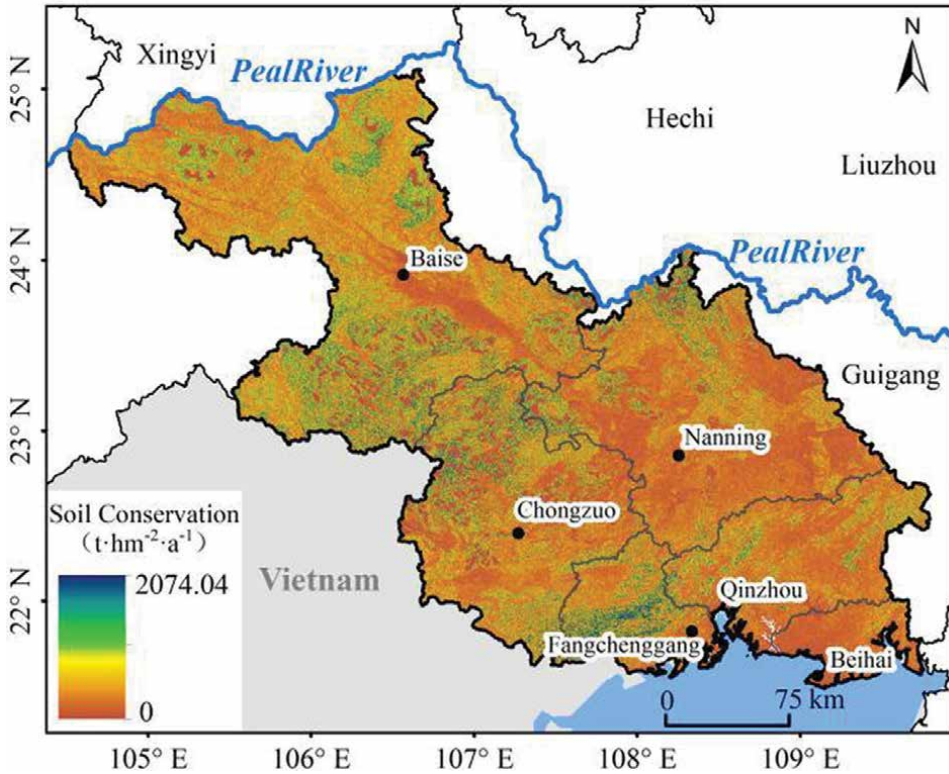 Xingyi
PealRiver
N
Hechi
Liuzhou
PealRiver
Baise
Guigang
Nanning
Chongzuo
Vietnam
Qinzhou
Fangchenggang
Beihai
Soil Conservation
(t·hm⁻²·a⁻¹)
2074.04
0
0 75 km
25° N
24° N
23° N
22° N
105° E 106° E 107° E 108° E 109° E